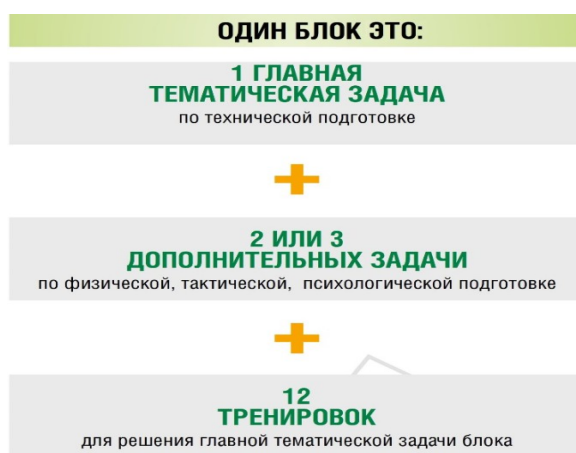 ОДИН БЛОК ЭТО:
1 ГЛАВНАЯ
ТЕМАТИЧЕСКАЯ ЗАДАЧА
по технической подготовке
+
2 ИЛИ 3
ДОПОЛНИТЕЛЬНЫХ ЗАДАЧИ
по физической, тактической, психологической подготовке
+
12
ТРЕНИРОВОК
для решения главной тематической задачи блока